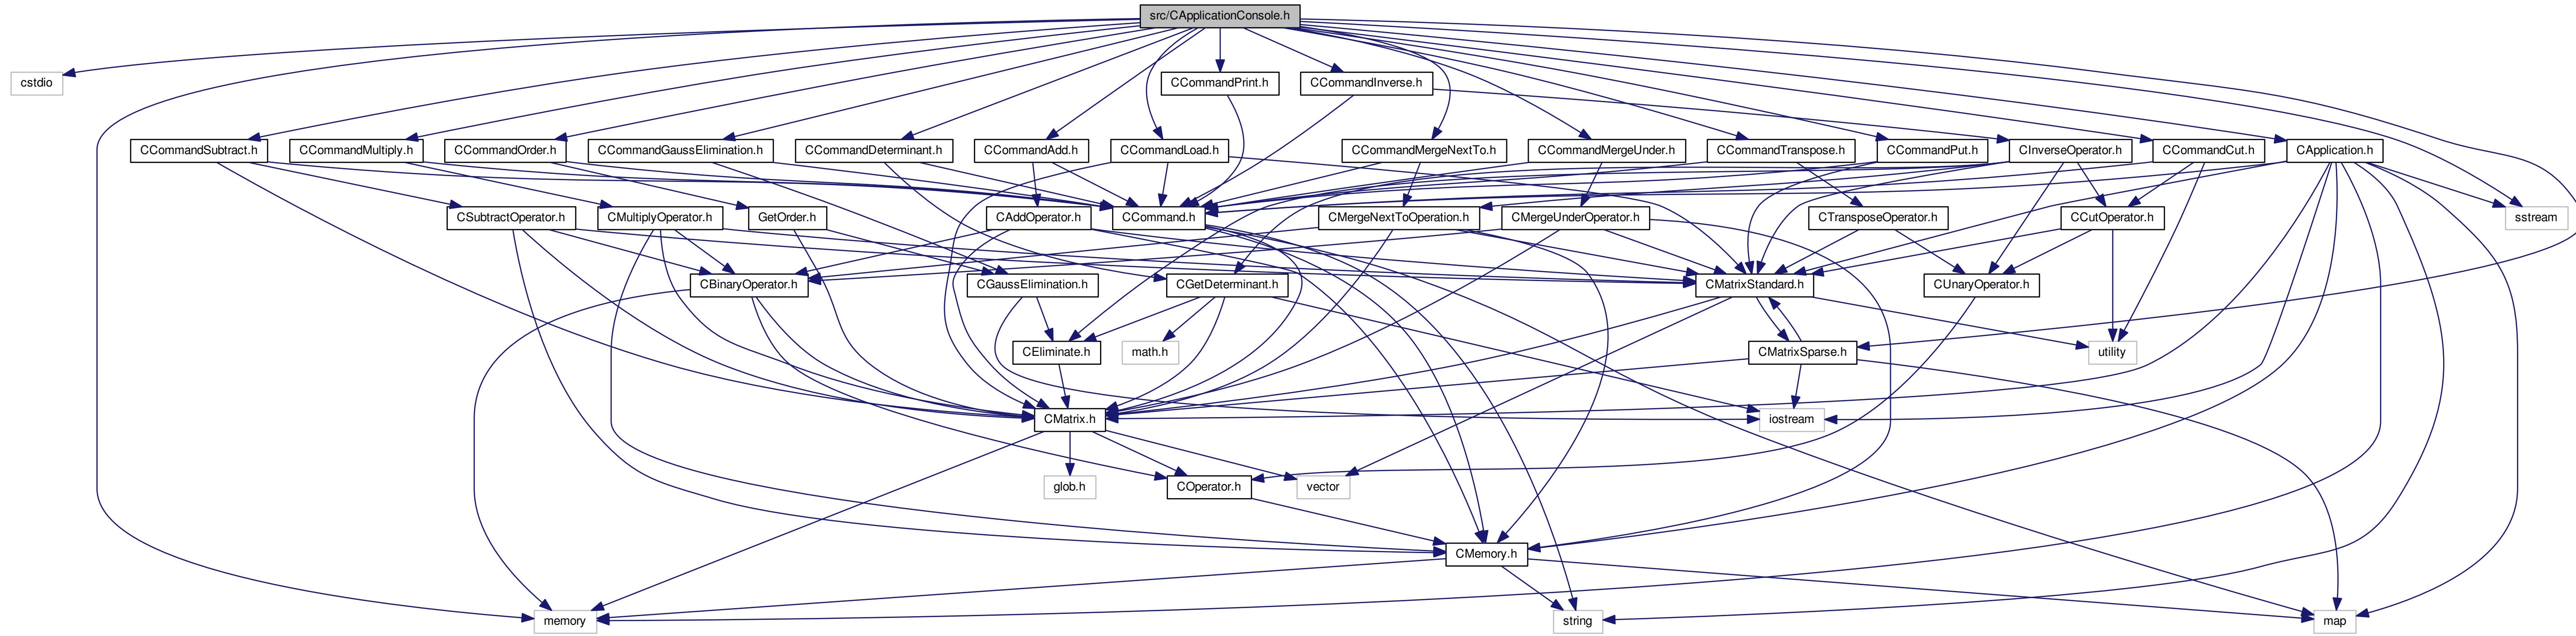 src/CApplicationConsole.h
cstdio
CCommandPrint.h
CCommandInverse.h
CCommandSubtract.h
CCommandMultiply.h
CCommandOrder.h
CCommandGaussElimination.h
CCommandDeterminant.h
CCommandAdd.h
CCommandLoad.h
CCommandMergeNextTo.h
CCommandMergeUnder.h
CCommandTranspose.h
CCommandPut.h
CInverseOperator.h
CCommandCut.h
CApplication.h
CSubtractOperator.h
CMultiplyOperator.h
GetOrder.h
CAddOperator.h
CCommand.h
CMergeNextToOperation.h
CMergeUnderOperator.h
CTransposeOperator.h
CCutOperator.h
sstream
CBinaryOperator.h
CGaussElimination.h
CGetDeterminant.h
CMatrixStandard.h
CUnaryOperator.h
CEliminate.h
math.h
CMatrixSparse.h
utility
CMatrix.h
iostream
glob.h
COperator.h
vector
CMemory.h
memory
string
map